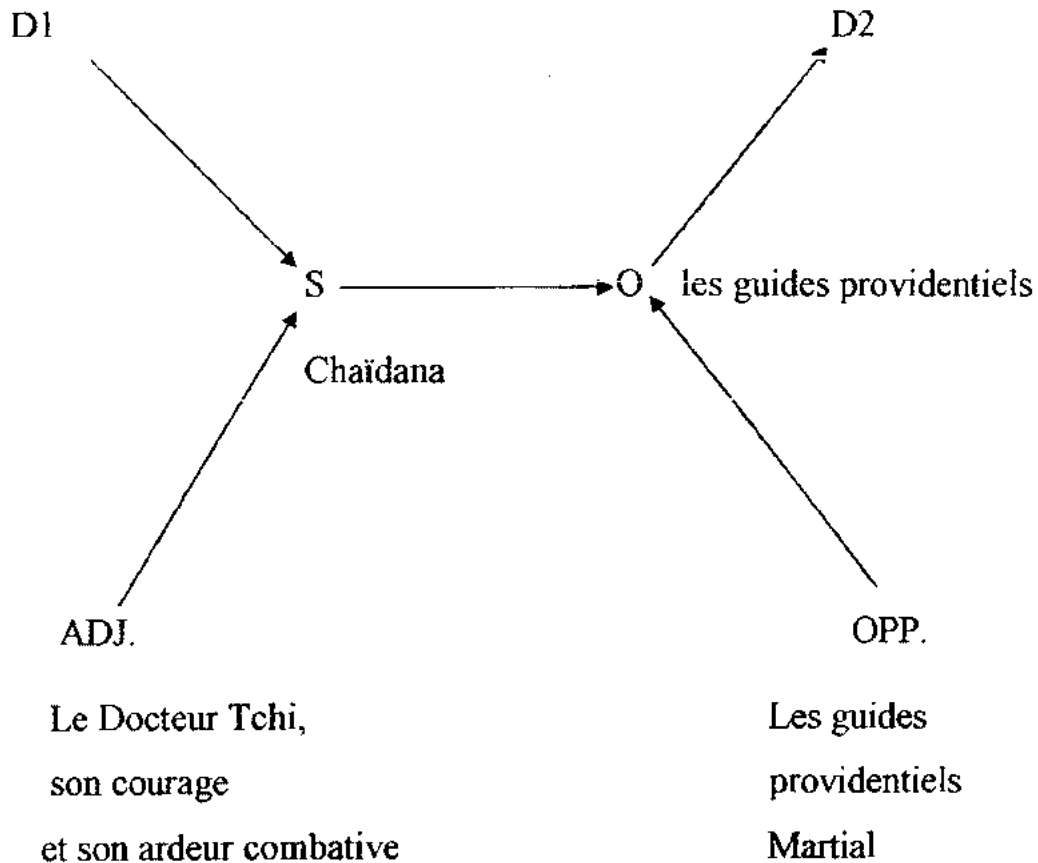 D1 D2
S O les guides providentiels
Chaïdana
ADJ. OPP.
Le Docteur Tchi,
son courage
et son ardeur combative
Les guides
providentiels
Martial